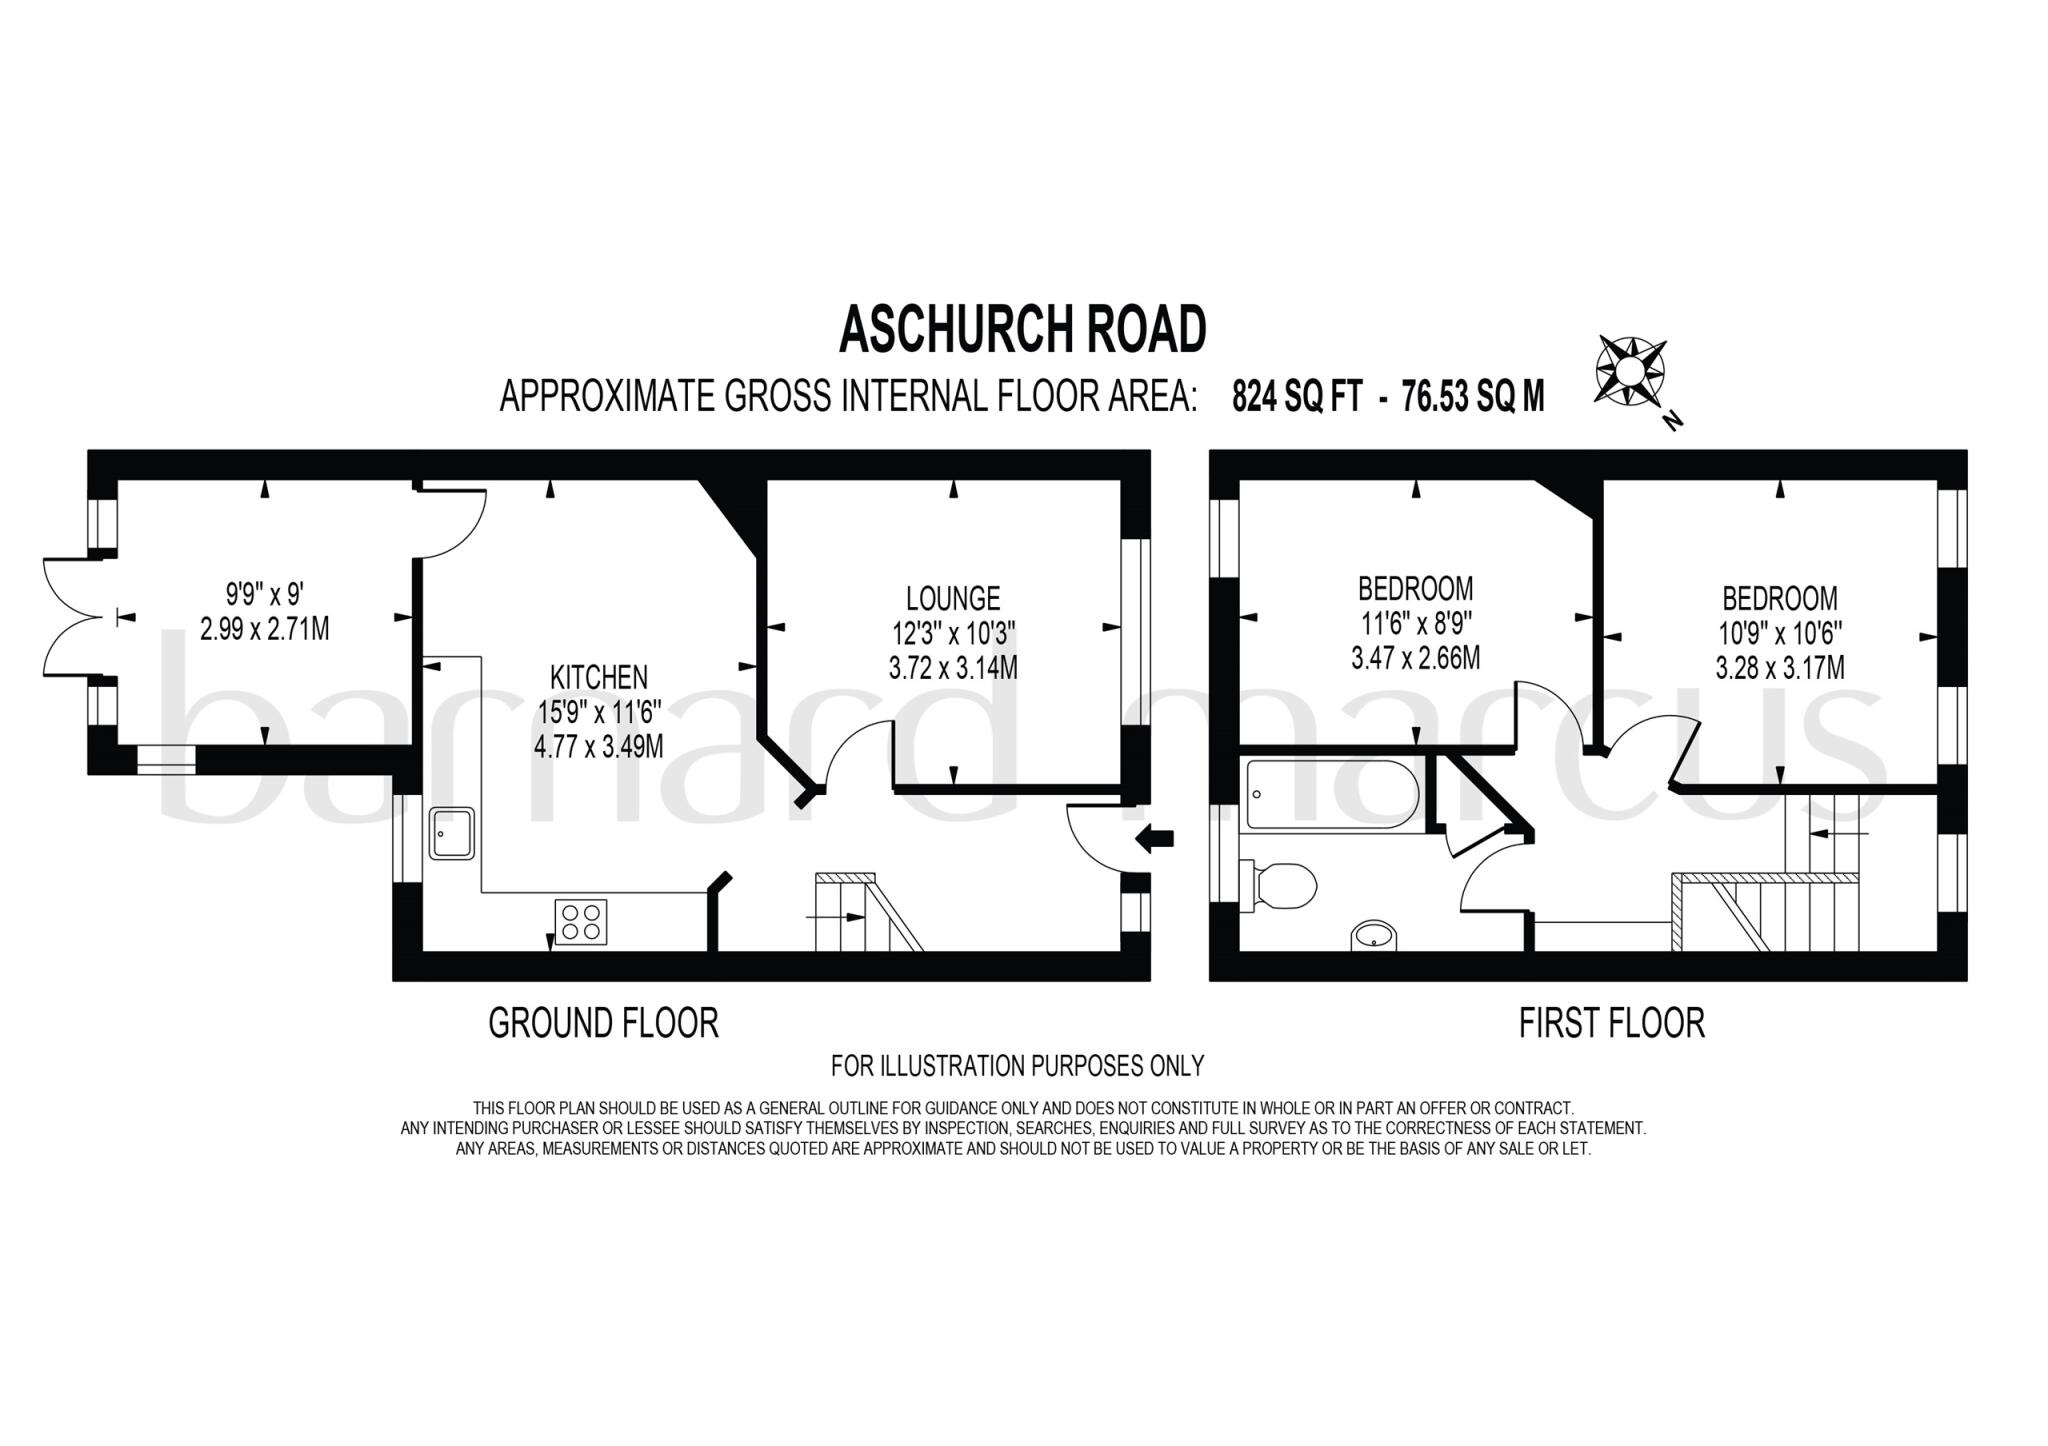 ASCHURCH ROAD
APPROXIMATE GROSS INTERNAL FLOOR AREA: 824 SQ FT - 76.53 SQ M
N
9'9" x 9'
2.99 x 2.71M
KITCHEN
15'9" x 11'6"
4.77 x 3.49M
LOUNGE
12'3" x 10'3"
3.72 x 3.14M
BEDROOM
11'6" x 8'9"
3.47 x 2.66M
BEDROOM
10'9" x 10'6"
3.28 x 3.17M
barnard marcus
GROUND FLOOR
FIRST FLOOR
FOR ILLUSTRATION PURPOSES ONLY
THIS FLOOR PLAN SHOULD BE USED AS A GENERAL OUTLINE FOR GUIDANCE ONLY AND DOES NOT CONSTITUTE IN WHOLE OR IN PART AN OFFER OR CONTRACT.
ANY INTENDING PURCHASER OR LESSEE SHOULD SATISFY THEMSELVES BY INSPECTION, SEARCHES, ENQUIRIES AND FULL SURVEY AS TO THE CORRECTNESS OF EACH STATEMENT.
ANY AREAS, MEASUREMENTS OR DISTANCES QUOTED ARE APPROXIMATE AND SHOULD NOT BE USED TO VALUE A PROPERTY OR BE THE BASIS OF ANY SALE OR LET.